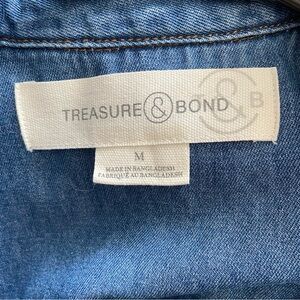 TREASURE & BOND
& B
M
MADE IN BANGLADESH
FABRIQUÉ AU BANGLADESH